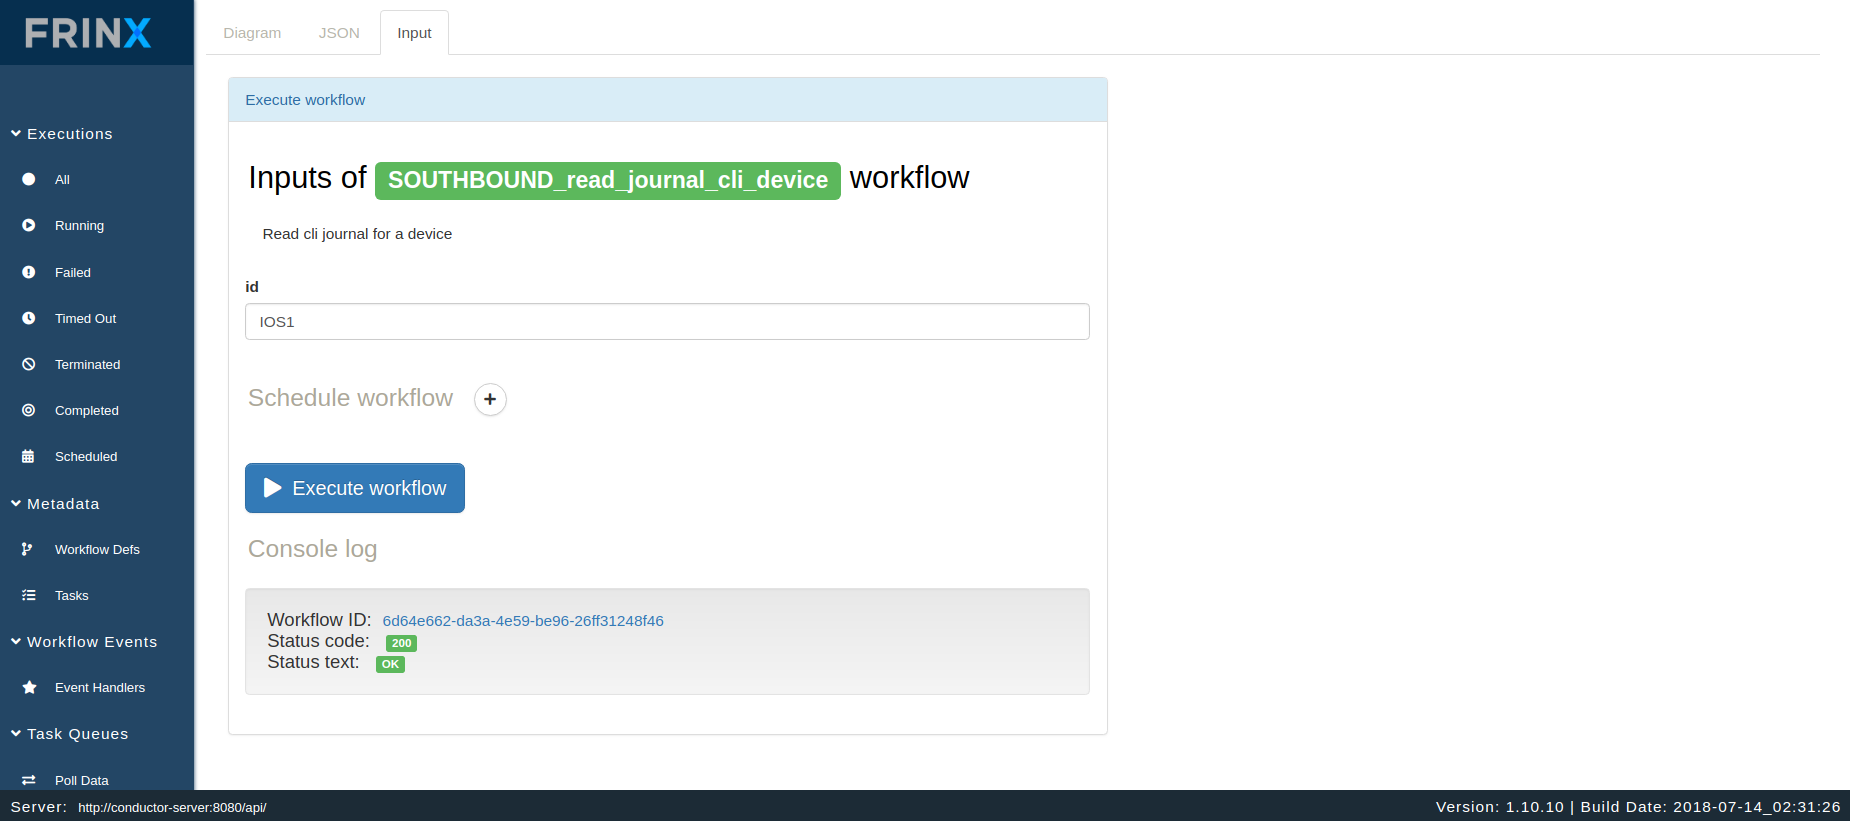 FRINX
Executions
All
Running
Failed
Timed Out
Terminated
Completed
Scheduled
Metadata
Workflow Defs
Tasks
Workflow Events
Event Handlers
Task Queues
Poll Data
Diagram JSON Input
Execute workflow
Inputs of SOUTHBOUND_read_journal_cli_device workflow
Read cli journal for a device
id
IOS1
Schedule workflow +
Execute workflow
Console log
Workflow ID: 6d64e662-da3a-4e59-be96-26ff31248f46
Status code: 200
Status text: OK
Server: http://conductor-server:8080/api/
Version: 1.10.10 | Build Date: 2018-07-14_02:31:26